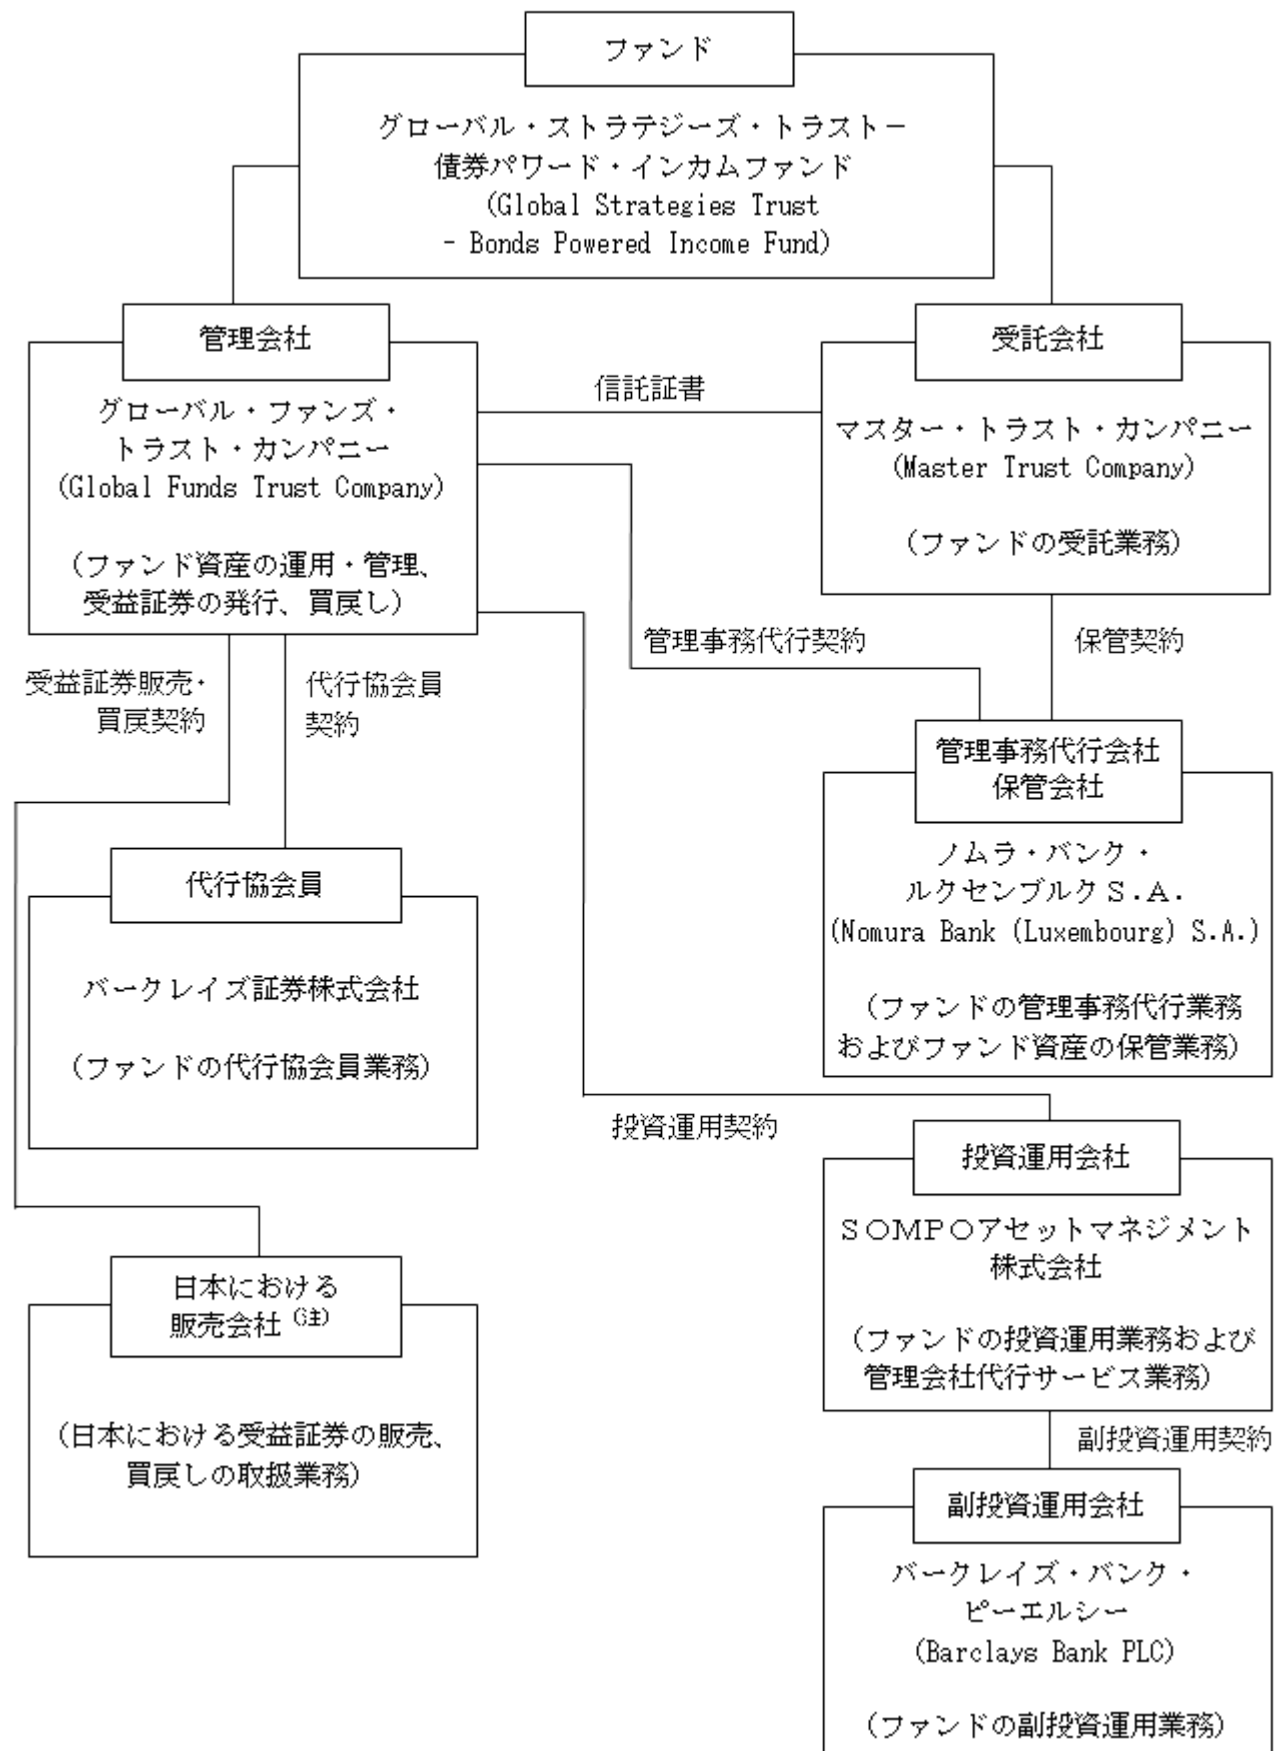 ファンド
グローバル・ストラテジーズ・トラスト－
債券パワード・インカムファンド
(Global Strategies Trust
- Bonds Powered Income Fund)
管理会社
グローバル・ファンズ・
トラスト・カンパニー
(Global Funds Trust Company)
(ファンド資産の運用・管理、
受益証券の発行、買戻し)
信託証書
受託会社
マスター・トラスト・カンパニー
(Master Trust Company)
(ファンドの受託業務)
受益証券販売・
買戻契約
代行協会員
契約
管理事務代行契約
保管契約
管理事務代行会社
保管会社
ノムラ・バンク・
ルクセンブルクＳ.Ａ.
(Nomura Bank (Luxembourg) S.A.)
(ファンドの管理事務代行業務
およびファンド資産の保管業務)
代行協会員
バークレイズ証券株式会社
(ファンドの代行協会員業務)
投資運用契約
投資運用会社
ＳＯＭＰＯアセットマネジメント
株式会社
(ファンドの投資運用業務および
管理会社代行サービス業務)
日本における
販売会社(注)
(日本における受益証券の販売、
買戻しの取扱業務)
副投資運用契約
副投資運用会社
バークレイズ・バンク・
ピーエルシー
(Barclays Bank PLC)
(ファンドの副投資運用業務)